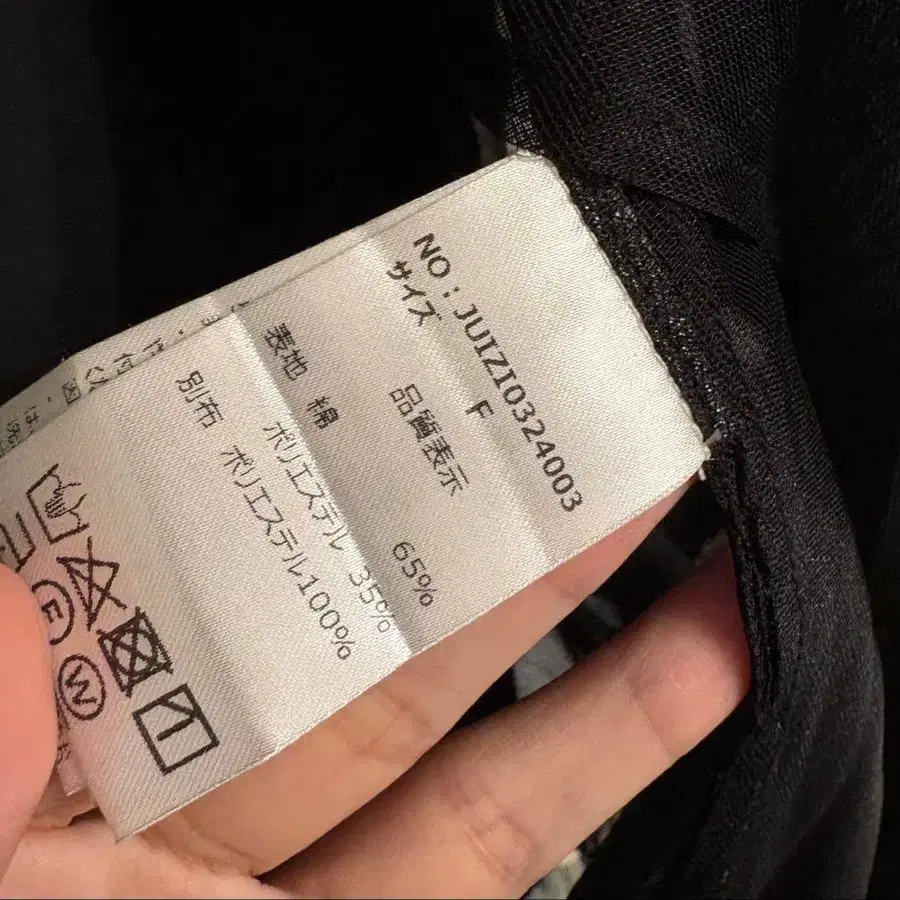 NO：JUIZI0324003
サイズ F
品質表示
表地 綿 65%
ポリエステル 35%
別布 ポリエステル100%
F
W